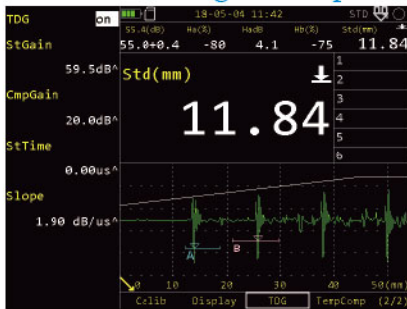 TDG on
18-05-04 11:42 STD
55.4(dB) Ha(%) HadB Hb(%) Std(mm)
55.0+0.4 -80 4.1 -75 11.84
StGain
59.5dB^
CmpGain
20.0dB^
StTime
0.00us^
Slope
1.90 dB/us^
Std(mm)
11.84
1
2
3
4
5
6
A
B
0 10 20 30 40 50(mm)
Calib Display TDG TempComp (2/2)